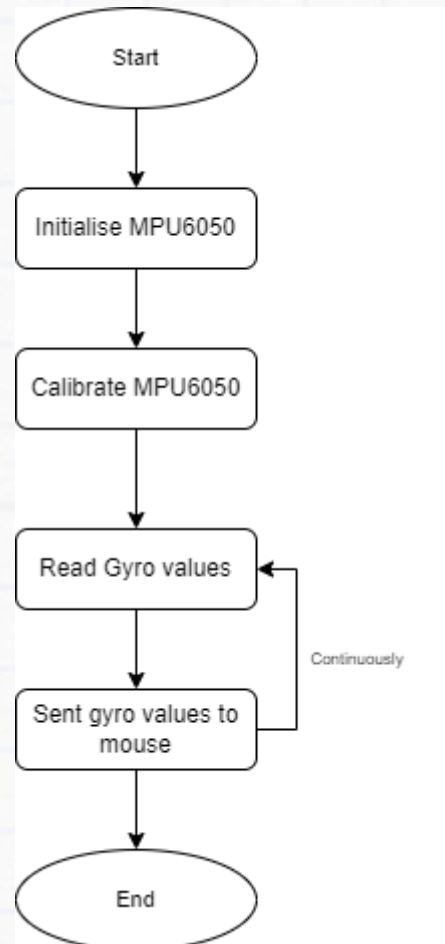 Start
Initialise MPU6050
Calibrate MPU6050
Read Gyro values
Continuously
Sent gyro values to
mouse
End